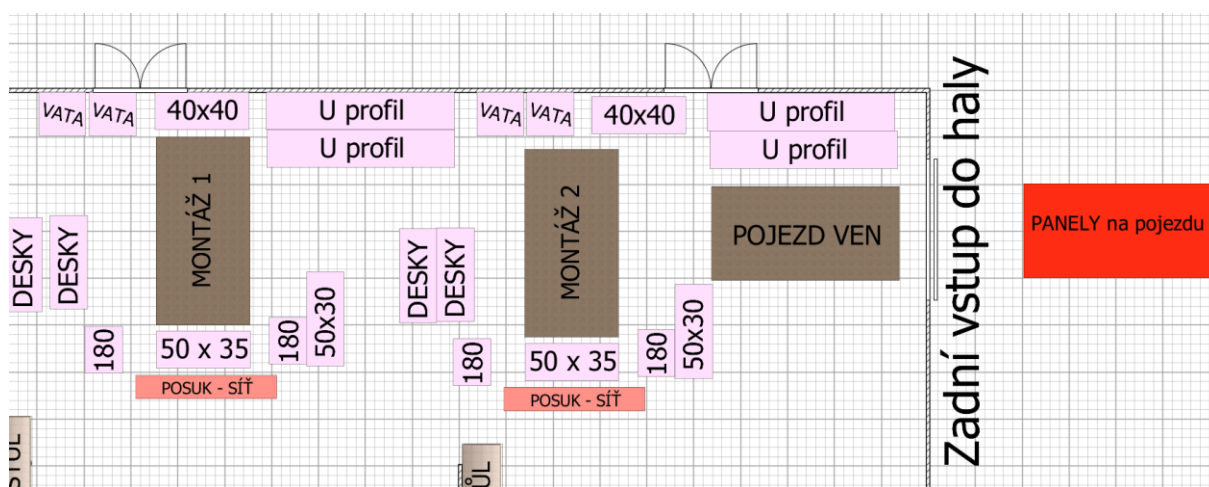 VATA
VATA
40x40
U profil
U profil
VATA
VATA
40x40
U profil
U profil
DESKY
DESKY
MONTÁŽ 1
180
50 x 35
180
50x30
POSUK - SÍŤ
DESKY
DESKY
MONTÁŽ 2
180
50 x 35
180
50x30
POSUK - SÍŤ
POJEZD VEN
Zadní vstup do haly
PANELY na pojezdu
STŮL
ŮL